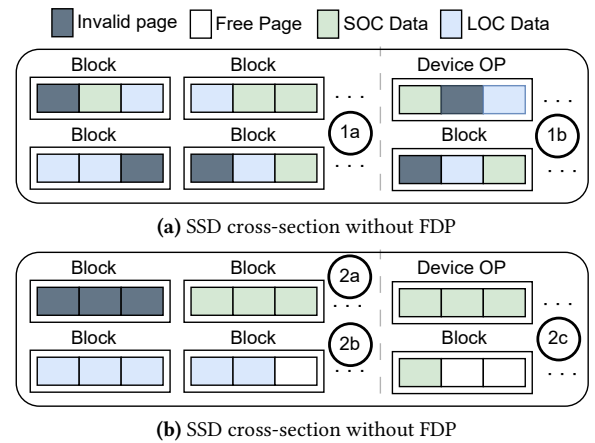 Invalid page Free Page SOC Data LOC Data
Block Block Device OP
. . . . . .
1a 1b
Block Block Block
. . . . . .
(a) SSD cross-section without FDP
Block Block 2a Device OP
. . . . . .
Block Block 2b Block 2c
. . . . . .
(b) SSD cross-section without FDP